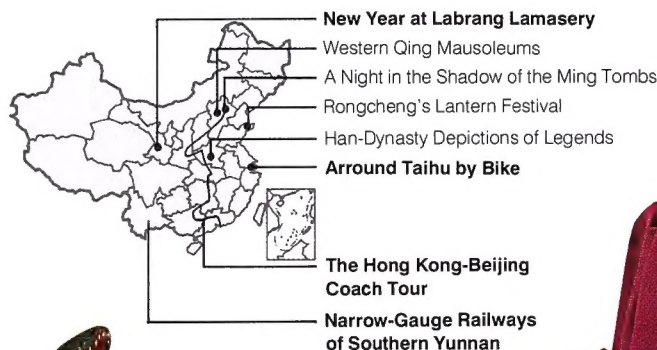 New Year at Labrang Lamasery
Western Qing Mausoleums
A Night in the Shadow of the Ming Tombs
Rongcheng's Lantern Festival
Han-Dynasty Depictions of Legends
Arround Taihu by Bike
The Hong Kong-Beijing
Coach Tour
Narrow-Gauge Railways
of Southern Yunnan